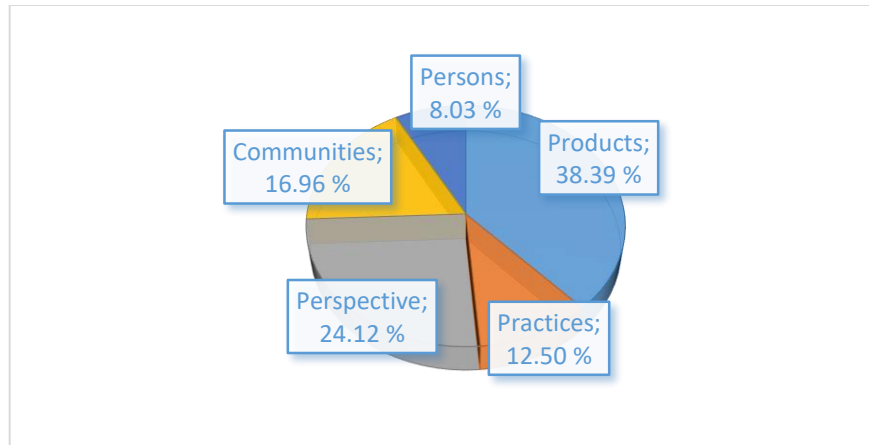 Persons;
8.03 %
Products;
38.39 %
Communities;
16.96 %
Perspective;
24.12 %
Practices;
12.50 %